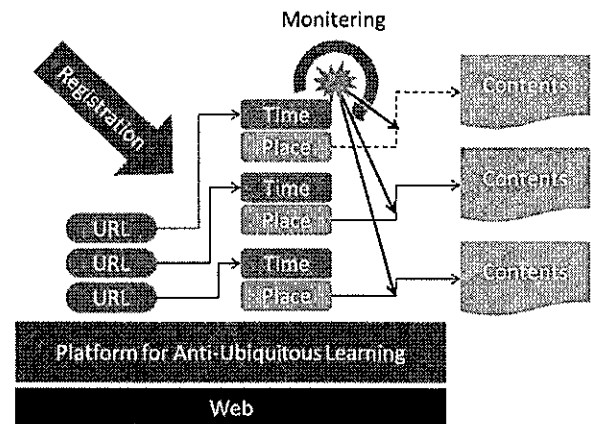 Monitering
Registration
Time
Place
Contents
Time
Place
Contents
URL
URL
URL
Time
Place
Contents
Platform for Anti-Ubiquitous Learning
Web